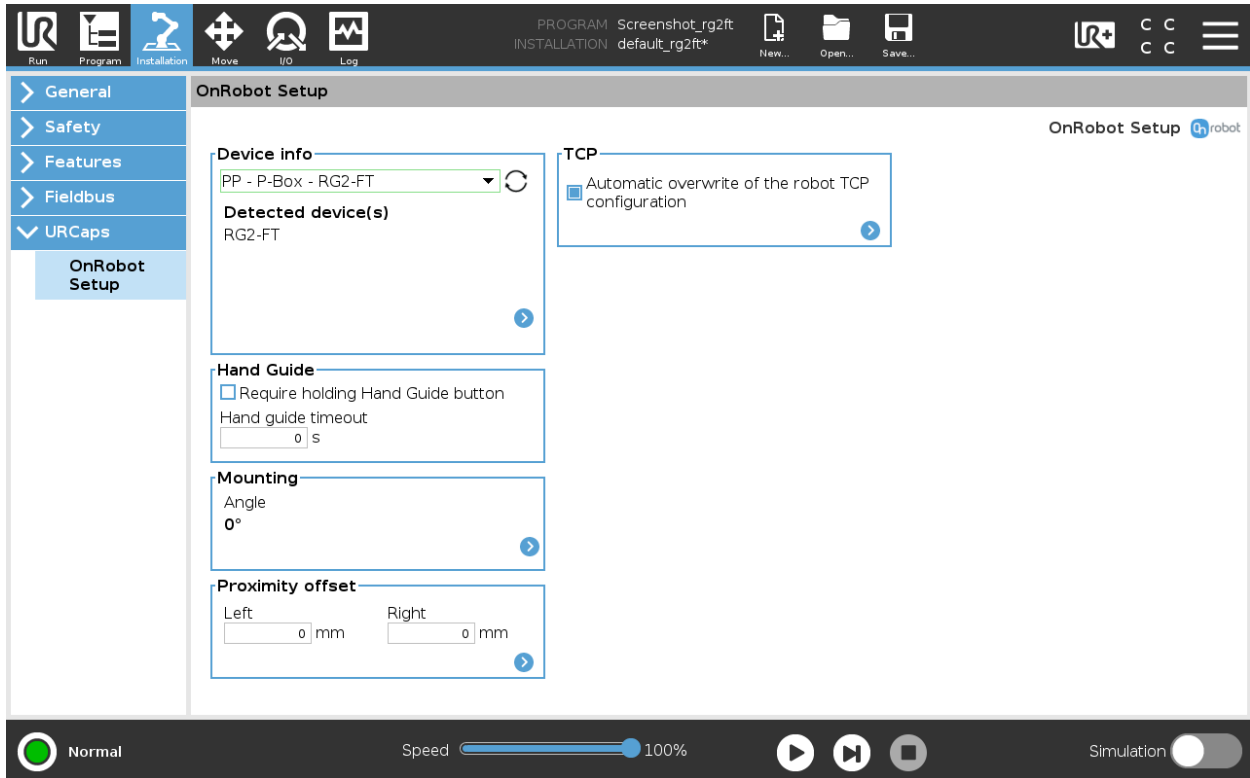 PROGRAM Screenshot_rg2ft
INSTALLATION default_rg2ft*
Run Program Installation Move I/O Log New... Open... Save...
UR+
C C
C C
General
Safety
Features
Fieldbus
URCaps
OnRobot
Setup
OnRobot Setup
OnRobot Setup On robot
Device info
PP - P-Box - RG2-FT
Detected device(s)
RG2-FT
Hand Guide
Require holding Hand Guide button
Hand guide timeout
0 s
Mounting
Angle
0°
Proximity offset
Left Right
0 mm 0 mm
TCP
Automatic overwrite of the robot TCP
configuration
Normal Speed 100% Simulation